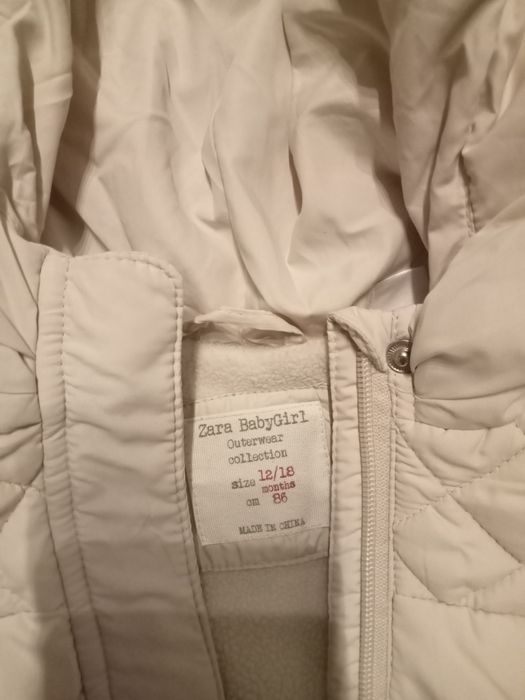 Zara BabyGirl
Outerwear
collection
size 12/18
months
cm 86
MADE IN CHINA